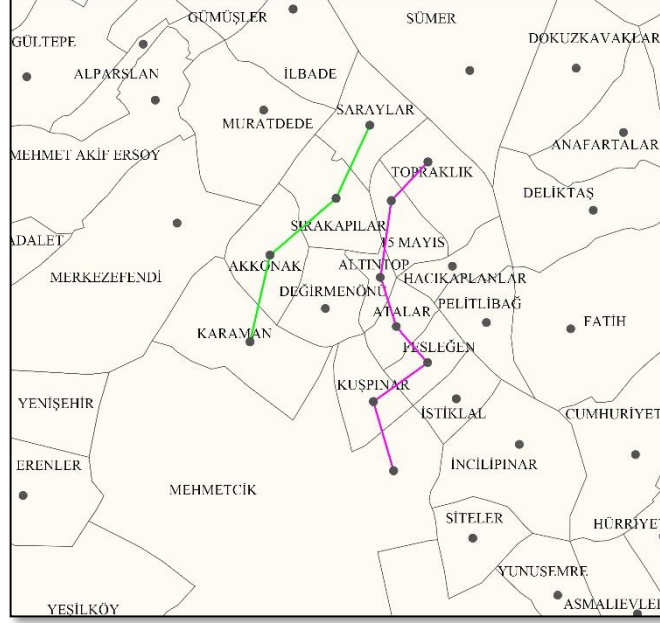 GÜMÜŞLER
SÜMER
GÜLTEPE
DOKUZKAVAKLAR
ALPARSLAN
İLBADE
SARAYLAR
MURATDEDE
ANAFARTALAR
MEHMET AKİF ERSOY
TOPRAKLIK
DELİKTAŞ
SIRAKAPILAR
ADALET
15 MAYIS
AKKONAK
ALTINTOP
MERKEZEFENDİ
HACIKAPLANLAR
DEĞİRMENÖNÜ
PELİTLİBAĞ
ATALAR
FATİH
KARAMAN
FESLEĞEN
KUŞPINAR
YENİŞEHİR
İSTİKLAL
CUMHURİYET
ERENLER
İNCİLİPINAR
MEHMETCİK
SİTELER
HÜRRİYET
YUNUSEMRE
ASMALIEVLER
YEŞİLKÖY